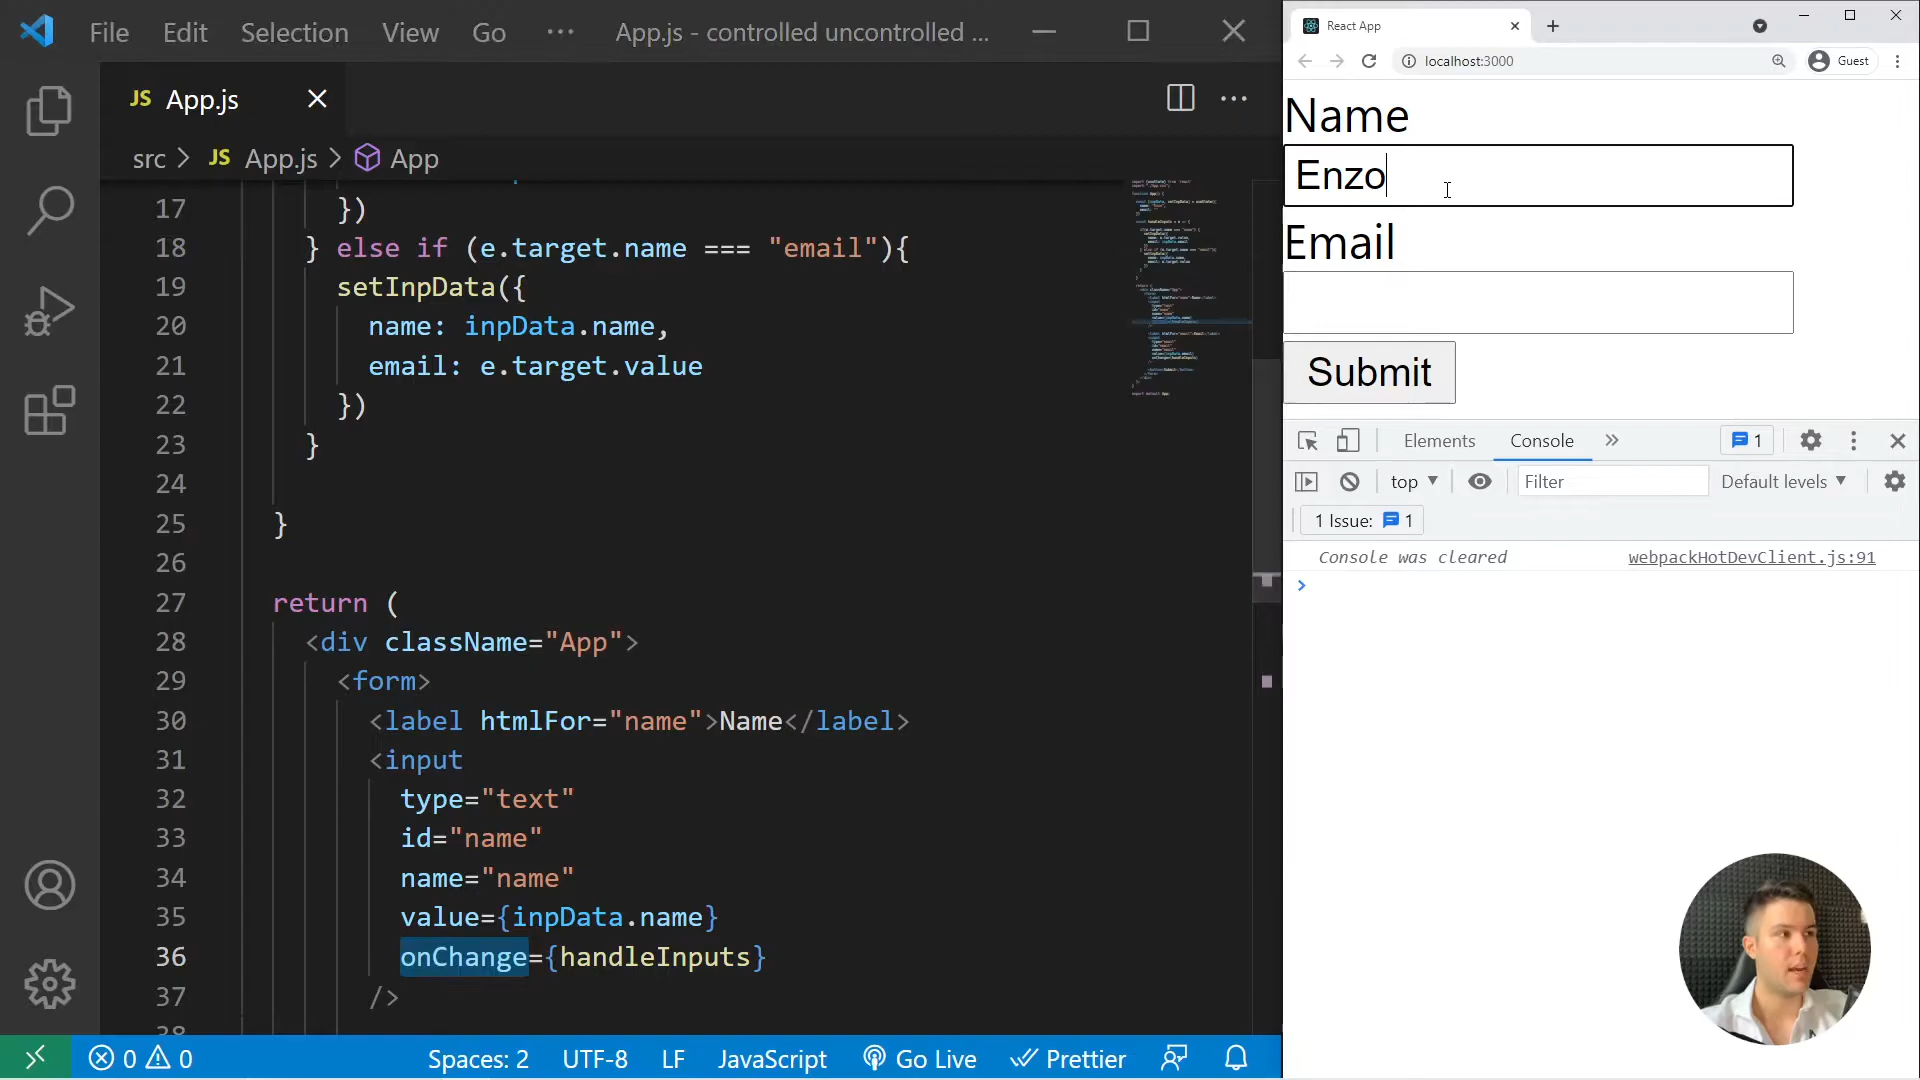 File Edit Selection View Go ··· App.js - controlled uncontrolled ...
JS App.js
src > JS App.js > App
17 })
18 } else if (e.target.name === "email"){
19 setInpData({
20 name: inpData.name,
21 email: e.target.value
22 })
23 }
24
25 }
26
27 return (
28 <div className="App">
29 <form>
30 <label htmlFor="name">Name</label>
31 <input
32 type="text"
33 id="name"
34 name="name"
35 value={inpData.name}
36 onChange={handleInputs}
37 />
38
0 0 Spaces: 2 UTF-8 LF JavaScript Go Live Prettier
React App
localhost:3000 Guest
Name
Enzo
Email
Submit
Elements Console » 1
top Filter Default levels
1 Issue: 1
Console was cleared webpackHotDevClient.js:91
>